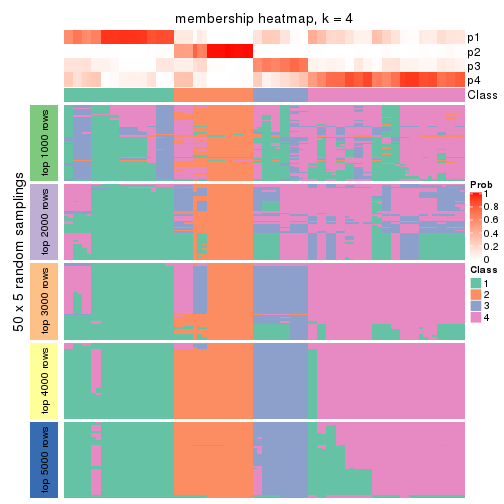 membership heatmap, k = 4
p1
p2
p3
p4
Class
50 x 5 random samplings
top 1000 rows
top 2000 rows
top 3000 rows
top 4000 rows
top 5000 rows
Prob
1
0.8
0.6
0.4
0.2
0
Class
1
2
3
4